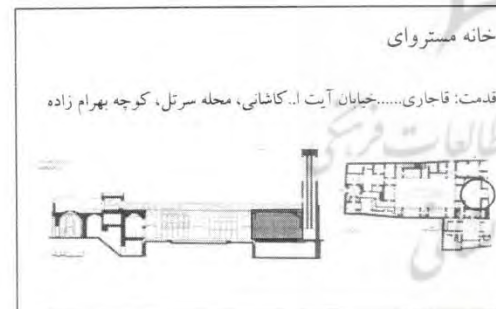 خانه مستروای
قدمت: قاجاری......خیابان آیت ا..کاشانی، محله سرتل، کوچه بهرام زاده